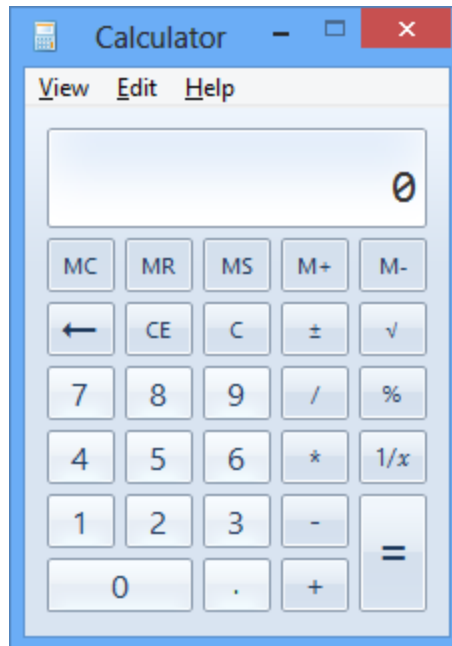 Calculator
View Edit Help
0
MC MR MS M+ M-
← CE C ± √
7 8 9 / %
4 5 6 * 1/x
1 2 3 - =
0 . +